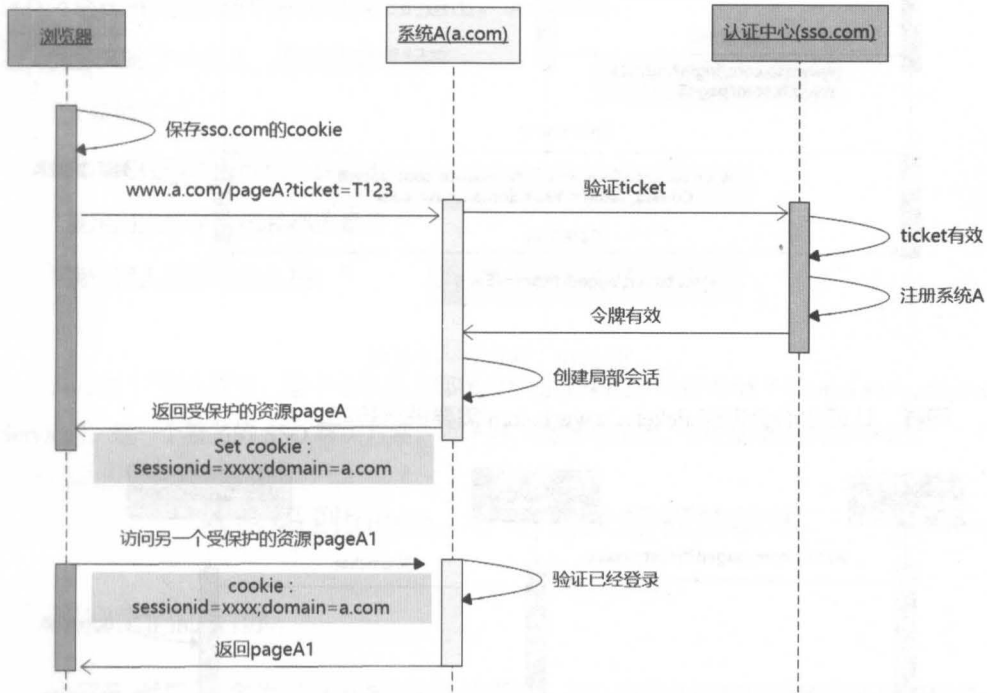 浏览器
系统A(a.com)
认证中心(sso.com)
保存sso.com的cookie
www.a.com/pageA?ticket=T123
验证ticket
ticket有效
注册系统A
令牌有效
创建局部会话
返回受保护的资源pageA
Set cookie :
sessionid=xxxx;domain=a.com
访问另一个受保护的资源pageA1
验证已经登录
cookie :
sessionid=xxxx;domain=a.com
返回pageA1